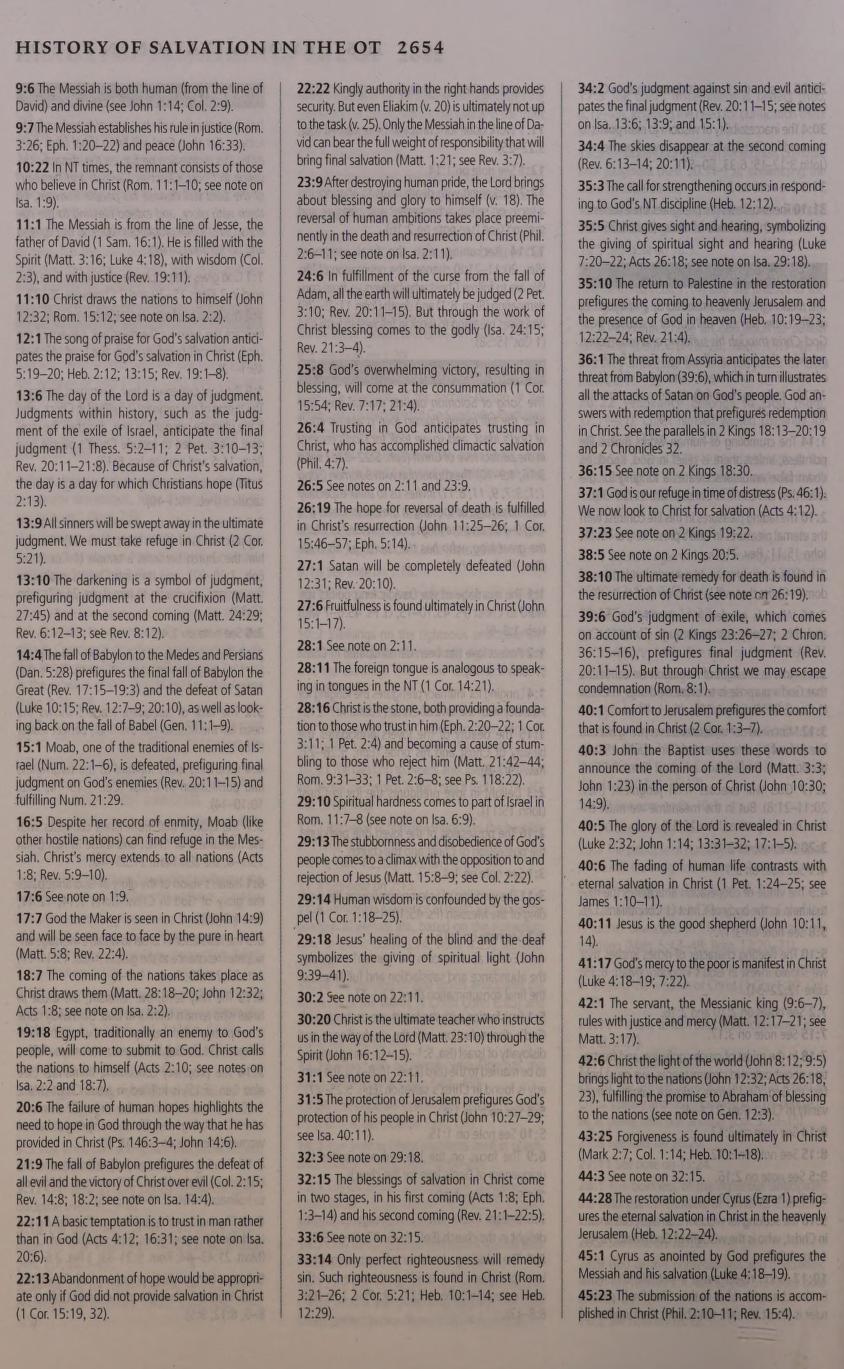 HISTORY OF SALVATION IN THE OT 2654
9:6 The Messiah is both human (from the line of
David) and divine (see John 1:14; Col. 2:9).
9:7 The Messiah establishes his rule in justice (Rom.
3:26; Eph. 1:20–22) and peace (John 16:33).
10:22 In NT times, the remnant consists of those
who believe in Christ (Rom. 11:1–10; see note on
Isa. 1:9).
11:1 The Messiah is from the line of Jesse, the
father of David (1 Sam. 16:1). He is filled with the
Spirit (Matt. 3:16; Luke 4:18), with wisdom (Col.
2:3), and with justice (Rev. 19:11).
11:10 Christ draws the nations to himself (John
12:32; Rom. 15:12; see note on Isa. 2:2).
12:1 The song of praise for God's salvation antici-
pates the praise for God's salvation in Christ (Eph.
5:19–20; Heb. 2:12; 13:15; Rev. 19:1–8).
13:6 The day of the Lord is a day of judgment.
Judgments within history, such as the judg-
ment of the exile of Israel, anticipate the final
judgment (1 Thess. 5:2–11; 2 Pet. 3:10–13;
Rev. 20:11–21:8). Because of Christ's salvation,
the day is a day for which Christians hope (Titus
2:13).
13:9 All sinners will be swept away in the ultimate
judgment. We must take refuge in Christ (2 Cor.
5:21).
13:10 The darkening is a symbol of judgment,
prefiguring judgment at the crucifixion (Matt.
27:45) and at the second coming (Matt. 24:29;
Rev. 6:12–13; see Rev. 8:12).
14:4 The fall of Babylon to the Medes and Persians
(Dan. 5:28) prefigures the final fall of Babylon the
Great (Rev. 17:15–19:3) and the defeat of Satan
(Luke 10:15; Rev. 12:7–9; 20:10), as well as look-
ing back on the fall of Babel (Gen. 11:1–9).
15:1 Moab, one of the traditional enemies of Is-
rael (Num. 22:1–6), is defeated, prefiguring final
judgment on God's enemies (Rev. 20:11–15) and
fulfilling Num. 21:29.
16:5 Despite her record of enmity, Moab (like
other hostile nations) can find refuge in the Mes-
siah. Christ's mercy extends to all nations (Acts
1:8; Rev. 5:9–10).
17:6 See note on 1:9.
17:7 God the Maker is seen in Christ (John 14:9)
and will be seen face to face by the pure in heart
(Matt. 5:8; Rev. 22:4).
18:7 The coming of the nations takes place as
Christ draws them (Matt. 28:18–20; John 12:32;
Acts 1:8; see note on Isa. 2:2).
19:18 Egypt, traditionally an enemy to God's
people, will come to submit to God. Christ calls
the nations to himself (Acts 2:10; see notes on
Isa. 2:2 and 18:7).
20:6 The failure of human hopes highlights the
need to hope in God through the way that he has
provided in Christ (Ps. 146:3–4; John 14:6).
21:9 The fall of Babylon prefigures the defeat of
all evil and the victory of Christ over evil (Col. 2:15;
Rev. 14:8; 18:2; see note on Isa. 14:4).
22:11 A basic temptation is to trust in man rather
than in God (Acts 4:12; 16:31; see note on Isa.
20:6).
22:13 Abandonment of hope would be appropri-
ate only if God did not provide salvation in Christ
(1 Cor. 15:19, 32).
22:22 Kingly authority in the right hands provides
security. But even Eliakim (v. 20) is ultimately not up
to the task (v. 25). Only the Messiah in the line of Da-
vid can bear the full weight of responsibility that will
bring final salvation (Matt. 1:21; see Rev. 3:7).
23:9 After destroying human pride, the Lord brings
about blessing and glory to himself (v. 18). The
reversal of human ambitions takes place preemi-
nently in the death and resurrection of Christ (Phil.
2:6–11; see note on Isa. 2:11).
24:6 In fulfillment of the curse from the fall of
Adam, all the earth will ultimately be judged (2 Pet.
3:10; Rev. 20:11–15). But through the work of
Christ blessing comes to the godly (Isa. 24:15;
Rev. 21:3–4).
25:8 God's overwhelming victory, resulting in
blessing, will come at the consummation (1 Cor.
15:54; Rev. 7:17; 21:4).
26:4 Trusting in God anticipates trusting in
Christ, who has accomplished climactic salvation
(Phil. 4:7).
26:5 See notes on 2:11 and 23:9.
26:19 The hope for reversal of death is fulfilled
in Christ's resurrection (John 11:25–26; 1 Cor.
15:46–57; Eph. 5:14).
27:1 Satan will be completely defeated (John
12:31; Rev. 20:10).
27:6 Fruitfulness is found ultimately in Christ (John
15:1–17).
28:1 See note on 2:11.
28:11 The foreign tongue is analogous to speak-
ing in tongues in the NT (1 Cor. 14:21).
28:16 Christ is the stone, both providing a founda-
tion to those who trust in him (Eph. 2:20–22; 1 Cor.
3:11; 1 Pet. 2:4) and becoming a cause of stum-
bling to those who reject him (Matt. 21:42–44;
Rom. 9:31–33; 1 Pet. 2:6–8; see Ps. 118:22).
29:10 Spiritual hardness comes to part of Israel in
Rom. 11:7–8 (see note on Isa. 6:9).
29:13 The stubbornness and disobedience of God's
people comes to a climax with the opposition to and
rejection of Jesus (Matt. 15:8–9; see Col. 2:22).
29:14 Human wisdom is confounded by the gos-
pel (1 Cor. 1:18–25).
29:18 Jesus' healing of the blind and the deaf
symbolizes the giving of spiritual light (John
9:39–41).
30:2 See note on 22:11.
30:20 Christ is the ultimate teacher who instructs
us in the way of the Lord (Matt. 23:10) through the
Spirit (John 16:12–15).
31:1 See note on 22:11.
31:5 The protection of Jerusalem prefigures God's
protection of his people in Christ (John 10:27–29;
see Isa. 40:11).
32:3 See note on 29:18.
32:15 The blessings of salvation in Christ come
in two stages, in his first coming (Acts 1:8; Eph.
1:3–14) and his second coming (Rev. 21:1–22:5).
33:6 See note on 32:15.
33:14 Only perfect righteousness will remedy
sin. Such righteousness is found in Christ (Rom.
3:21–26; 2 Cor. 5:21; Heb. 10:1–14; see Heb.
12:29).
34:2 God's judgment against sin and evil antici-
pates the final judgment (Rev. 20:11–15; see notes
on Isa. 13:6; 13:9; and 15:1).
34:4 The skies disappear at the second coming
(Rev. 6:13–14; 20:11).
35:3 The call for strengthening occurs in respond-
ing to God's NT discipline (Heb. 12:12).
35:5 Christ gives sight and hearing, symbolizing
the giving of spiritual sight and hearing (Luke
7:20–22; Acts 26:18; see note on Isa. 29:18).
35:10 The return to Palestine in the restoration
prefigures the coming to heavenly Jerusalem and
the presence of God in heaven (Heb. 10:19–23;
12:22–24; Rev. 21:4).
36:1 The threat from Assyria anticipates the later
threat from Babylon (39:6), which in turn illustrates
all the attacks of Satan on God's people. God an-
swers with redemption that prefigures redemption
in Christ. See the parallels in 2 Kings 18:13–20:19
and 2 Chronicles 32.
36:15 See note on 2 Kings 18:30.
37:1 God is our refuge in time of distress (Ps. 46:1).
We now look to Christ for salvation (Acts 4:12).
37:23 See note on 2 Kings 19:22.
38:5 See note on 2 Kings 20:5.
38:10 The ultimate remedy for death is found in
the resurrection of Christ (see note on 26:19).
39:6 God's judgment of exile, which comes
on account of sin (2 Kings 23:26–27; 2 Chron.
36:15–16), prefigures final judgment (Rev.
20:11–15). But through Christ we may escape
condemnation (Rom. 8:1).
40:1 Comfort to Jerusalem prefigures the comfort
that is found in Christ (2 Cor. 1:3–7).
40:3 John the Baptist uses these words to
announce the coming of the Lord (Matt. 3:3;
John 1:23) in the person of Christ (John 10:30;
14:9).
40:5 The glory of the Lord is revealed in Christ
(Luke 2:32; John 1:14; 13:31–32; 17:1–5).
40:6 The fading of human life contrasts with
eternal salvation in Christ (1 Pet. 1:24–25; see
James 1:10–11).
40:11 Jesus is the good shepherd (John 10:11,
14).
41:17 God's mercy to the poor is manifest in Christ
(Luke 4:18–19; 7:22).
42:1 The servant, the Messianic king (9:6–7),
rules with justice and mercy (Matt. 12:17–21; see
Matt. 3:17).
42:6 Christ the light of the world (John 8:12; 9:5)
brings light to the nations (John 12:32; Acts 26:18,
23), fulfilling the promise to Abraham of blessing
to the nations (see note on Gen. 12:3).
43:25 Forgiveness is found ultimately in Christ
(Mark 2:7; Col. 1:14; Heb. 10:1–18).
44:3 See note on 32:15.
44:28 The restoration under Cyrus (Ezra 1) prefig-
ures the eternal salvation in Christ in the heavenly
Jerusalem (Heb. 12:22–24).
45:1 Cyrus as anointed by God prefigures the
Messiah and his salvation (Luke 4:18–19).
45:23 The submission of the nations is accom-
plished in Christ (Phil. 2:10–11; Rev. 15:4).